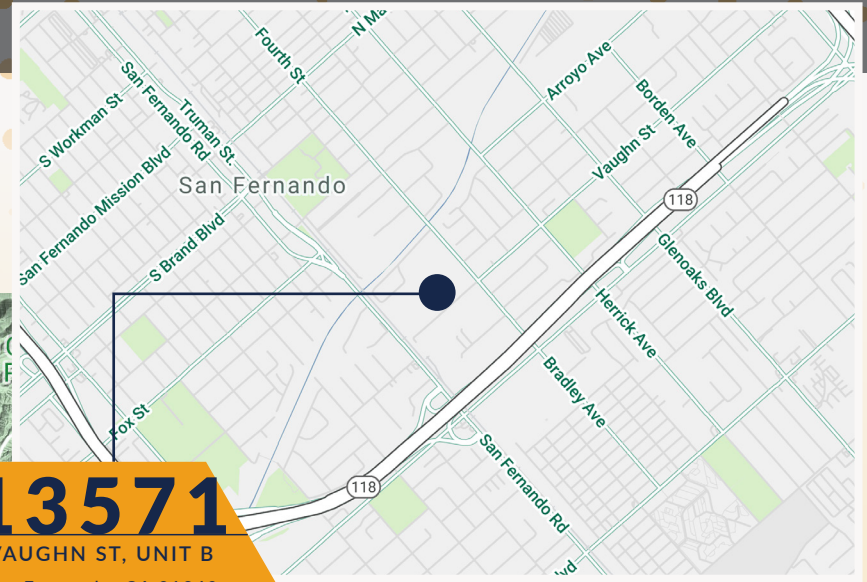 N Ma
Fourth St
Arroyo Ave
Borden Ave
San Fernando Rd
Truman St.
S Workman St
Vaughn St
San Fernando Mission Blvd
San Fernando
118
S Brand Blvd
Glenoaks Blvd
Herrick Ave
Bradley Ave
Fox St
San Fernando Rd
118
13571
VAUGHN ST, UNIT B